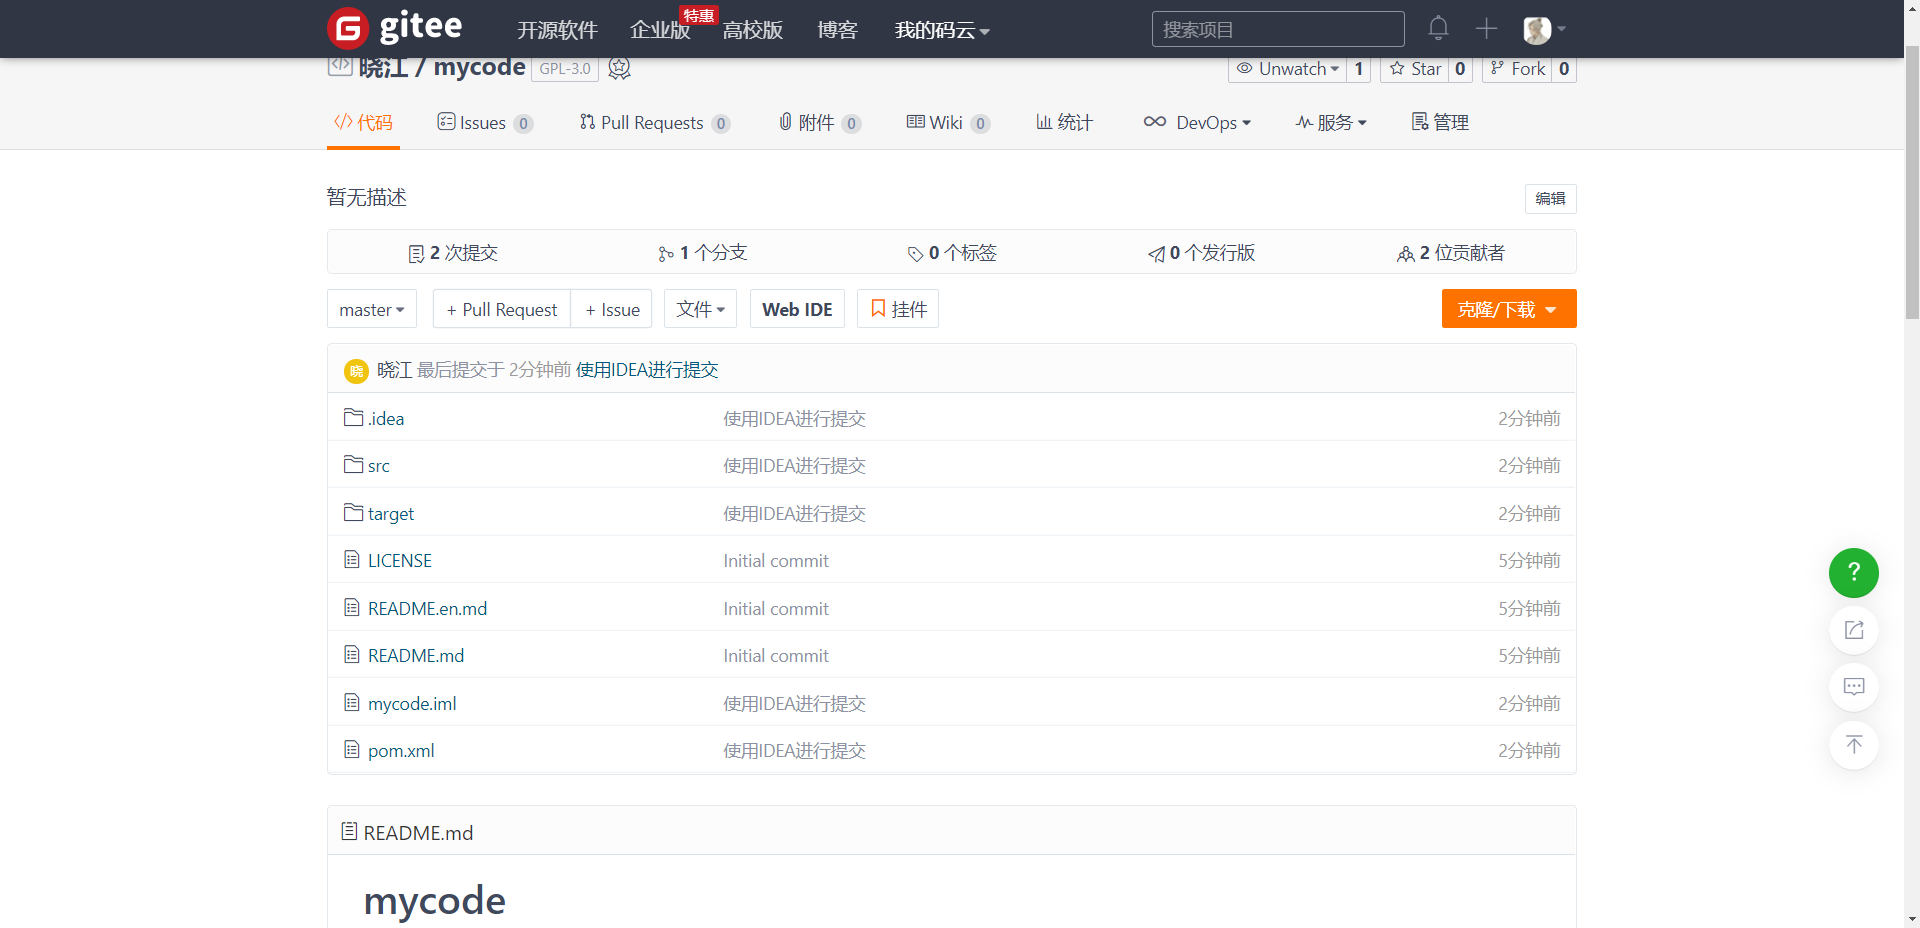 gitee 开源软件 企业版 特惠 高校版 博客 我的码云 搜索项目
晓江 / mycode GPL-3.0 Unwatch 1 Star 0 Fork 0
代码 Issues 0 Pull Requests 0 附件 0 Wiki 0 统计 DevOps 服务 管理
暂无描述 编辑
2 次提交 1 个分支 0 个标签 0 个发行版 2 位贡献者
master + Pull Request + Issue 文件 Web IDE 挂件 克隆/下载
晓 晓江 最后提交于 2分钟前 使用IDEA进行提交
.idea 使用IDEA进行提交 2分钟前
src 使用IDEA进行提交 2分钟前
target 使用IDEA进行提交 2分钟前
LICENSE Initial commit 5分钟前
README.en.md Initial commit 5分钟前
README.md Initial commit 5分钟前
mycode.iml 使用IDEA进行提交 2分钟前
pom.xml 使用IDEA进行提交 2分钟前
README.md
mycode